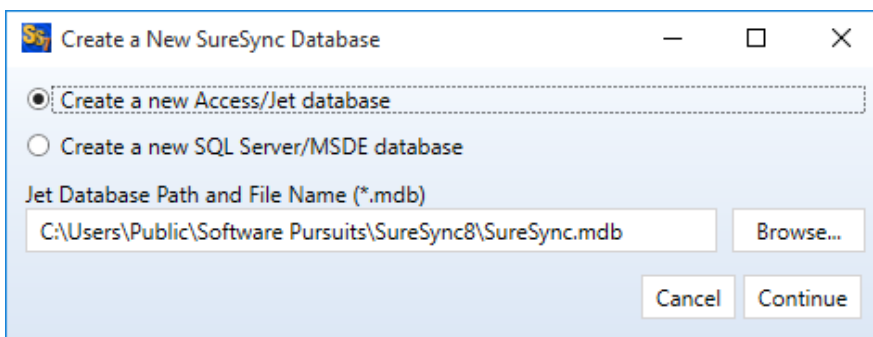 SS7 Create a New SureSync Database
Create a new Access/Jet database
Create a new SQL Server/MSDE database
Jet Database Path and File Name (*.mdb)
C:\Users\Public\Software Pursuits\SureSync8\SureSync.mdb Browse...
Cancel Continue